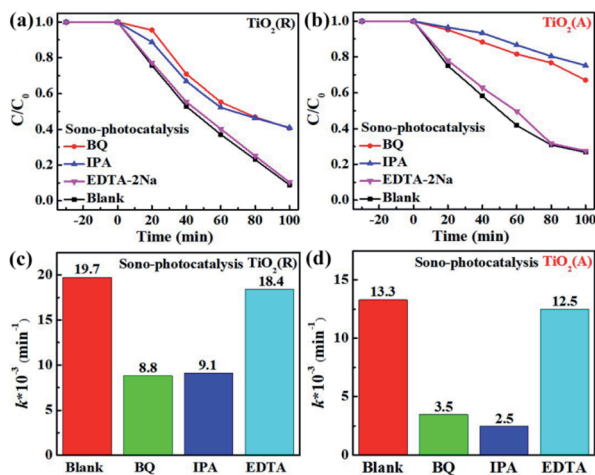 (a)
TiO₂(R)
C/C₀
1.0
0.8
0.6
0.4
0.2
0.0
Sono-photocatalysis
BQ
IPA
EDTA-2Na
Blank
-20 0 20 40 60 80 100
Time (min)
(b)
TiO₂(A)
C/C₀
1.0
0.8
0.6
0.4
0.2
0.0
Sono-photocatalysis
BQ
IPA
EDTA-2Na
Blank
-20 0 20 40 60 80 100
Time (min)
(c)
Sono-photocatalysis TiO₂(R)
k*10⁻³ (min⁻¹)
20
15
10
5
0
19.7
8.8
9.1
18.4
Blank BQ IPA EDTA
(d)
Sono-photocatalysis TiO₂(A)
k*10⁻³ (min⁻¹)
15
10
5
0
13.3
3.5
2.5
12.5
Blank BQ IPA EDTA